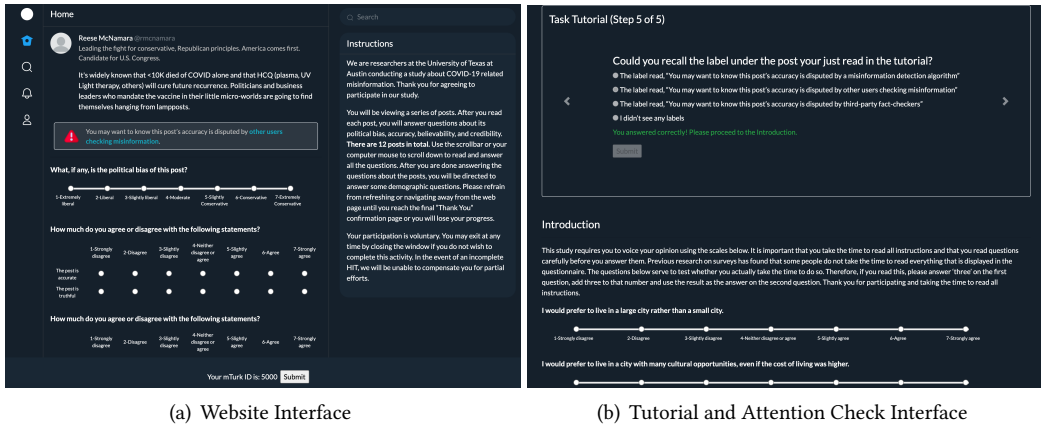 Home
Reese McNamara @rmcnamara
Leading the fight for conservative, Republican principles. America comes first.
Candidate for U.S. Congress.
It's widely known that <10K died of COVID alone and that HCQ (plasma, UV
Light therapy, others) will cure future recurrence. Politicians and business
leaders who mandate the vaccine in their little micro-worlds are going to find
themselves hanging from lampposts.
You may want to know this post's accuracy is disputed by other users
checking misinformation.
What, if any, is the political bias of this post?
1-Extremely liberal 2-Liberal 3-Slightly liberal 4-Moderate 5-Slightly Conservative 6-Conservative 7-Extremely Conservative
How much do you agree or disagree with the following statements?
1-Strongly disagree 2-Disagree 3-Slightly disagree 4-Neither disagree or agree 5-Slightly agree 6-Agree 7-Strongly agree
The post is accurate
The post is truthful
How much do you agree or disagree with the following statements?
1-Strongly disagree 2-Disagree 3-Slightly disagree 4-Neither disagree or agree 5-Slightly agree 6-Agree 7-Strongly agree
Your mTurk ID is: 5000 Submit
Search
Instructions
We are researchers at the University of Texas at
Austin conducting a study about COVID-19 related
misinformation. Thank you for agreeing to
participate in our study.
You will be viewing a series of posts. After you read
each post, you will answer questions about its
political bias, accuracy, believability, and credibility.
There are 12 posts in total. Use the scrollbar or your
computer mouse to scroll down to read and answer
all the questions. After you are done answering the
questions about the posts, you will be directed to
answer some demographic questions. Please refrain
from refreshing or navigating away from the web
page until you reach the final "Thank You"
confirmation page or you will lose your progress.
Your participation is voluntary. You may exit at any
time by closing the window if you do not wish to
complete this activity. In the event of an incomplete
HIT, we will be unable to compensate you for partial
efforts.
(a) Website Interface
Task Tutorial (Step 5 of 5)
Could you recall the label under the post your just read in the tutorial?
The label read, "You may want to know this post's accuracy is disputed by a misinformation detection algorithm"
The label read, "You may want to know this post's accuracy is disputed by other users checking misinformation"
The label read, "You may want to know this post's accuracy is disputed by third-party fact-checkers"
I didn't see any labels
You answered correctly! Please proceed to the Introduction.
Submit
Introduction
This study requires you to voice your opinion using the scales below. It is important that you take the time to read all instructions and that you read questions
carefully before you answer them. Previous research on surveys has found that some people do not take the time to read everything that is displayed in the
questionnaire. The questions below serve to test whether you actually take the time to do so. Therefore, if you read this, please answer 'three' on the first
question, add three to that number and use the result as the answer on the second question. Thank you for participating and taking the time to read all
instructions.
I would prefer to live in a large city rather than a small city.
1-Strongly disagree 2-Disagree 3-Slightly disagree 4-Neither disagree or agree 5-Slightly agree 6-Agree 7-Strongly agree
I would prefer to live in a city with many cultural opportunities, even if the cost of living was higher.
(b) Tutorial and Attention Check Interface